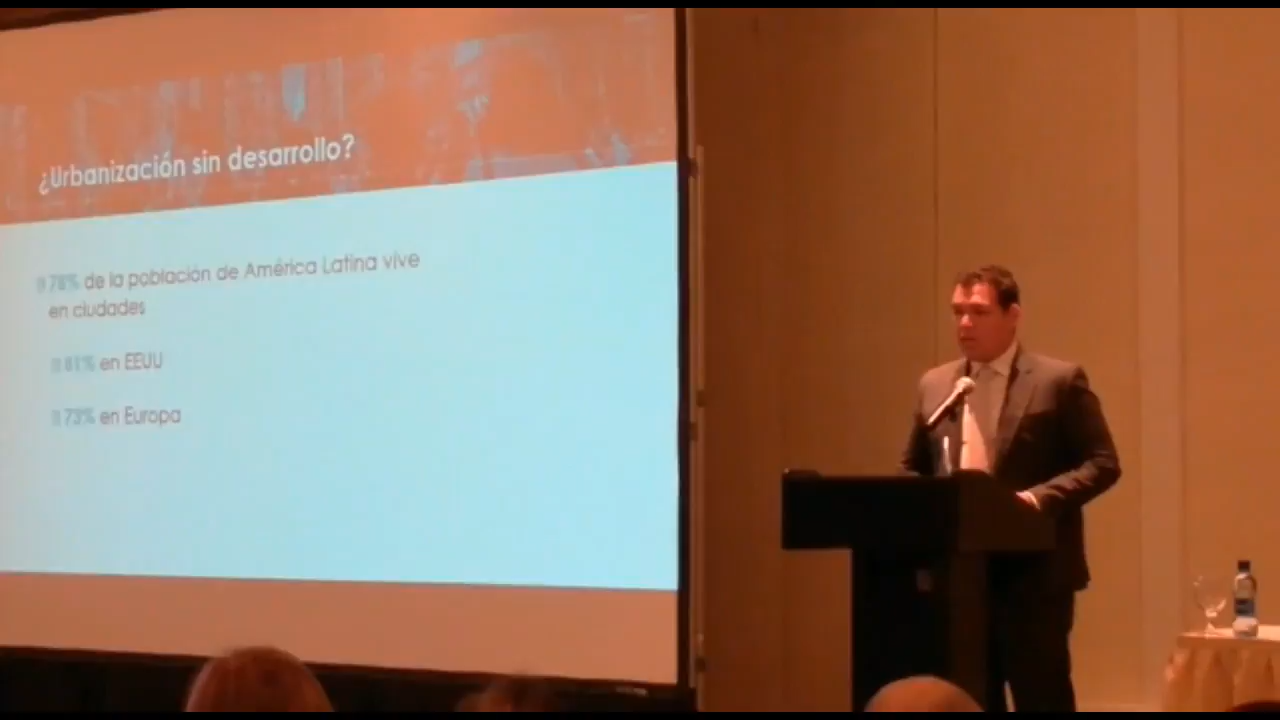 ¿Urbanización sin desarrollo?
78% de la población de América Latina vive
en ciudades
81% en EEUU
73% en Europa